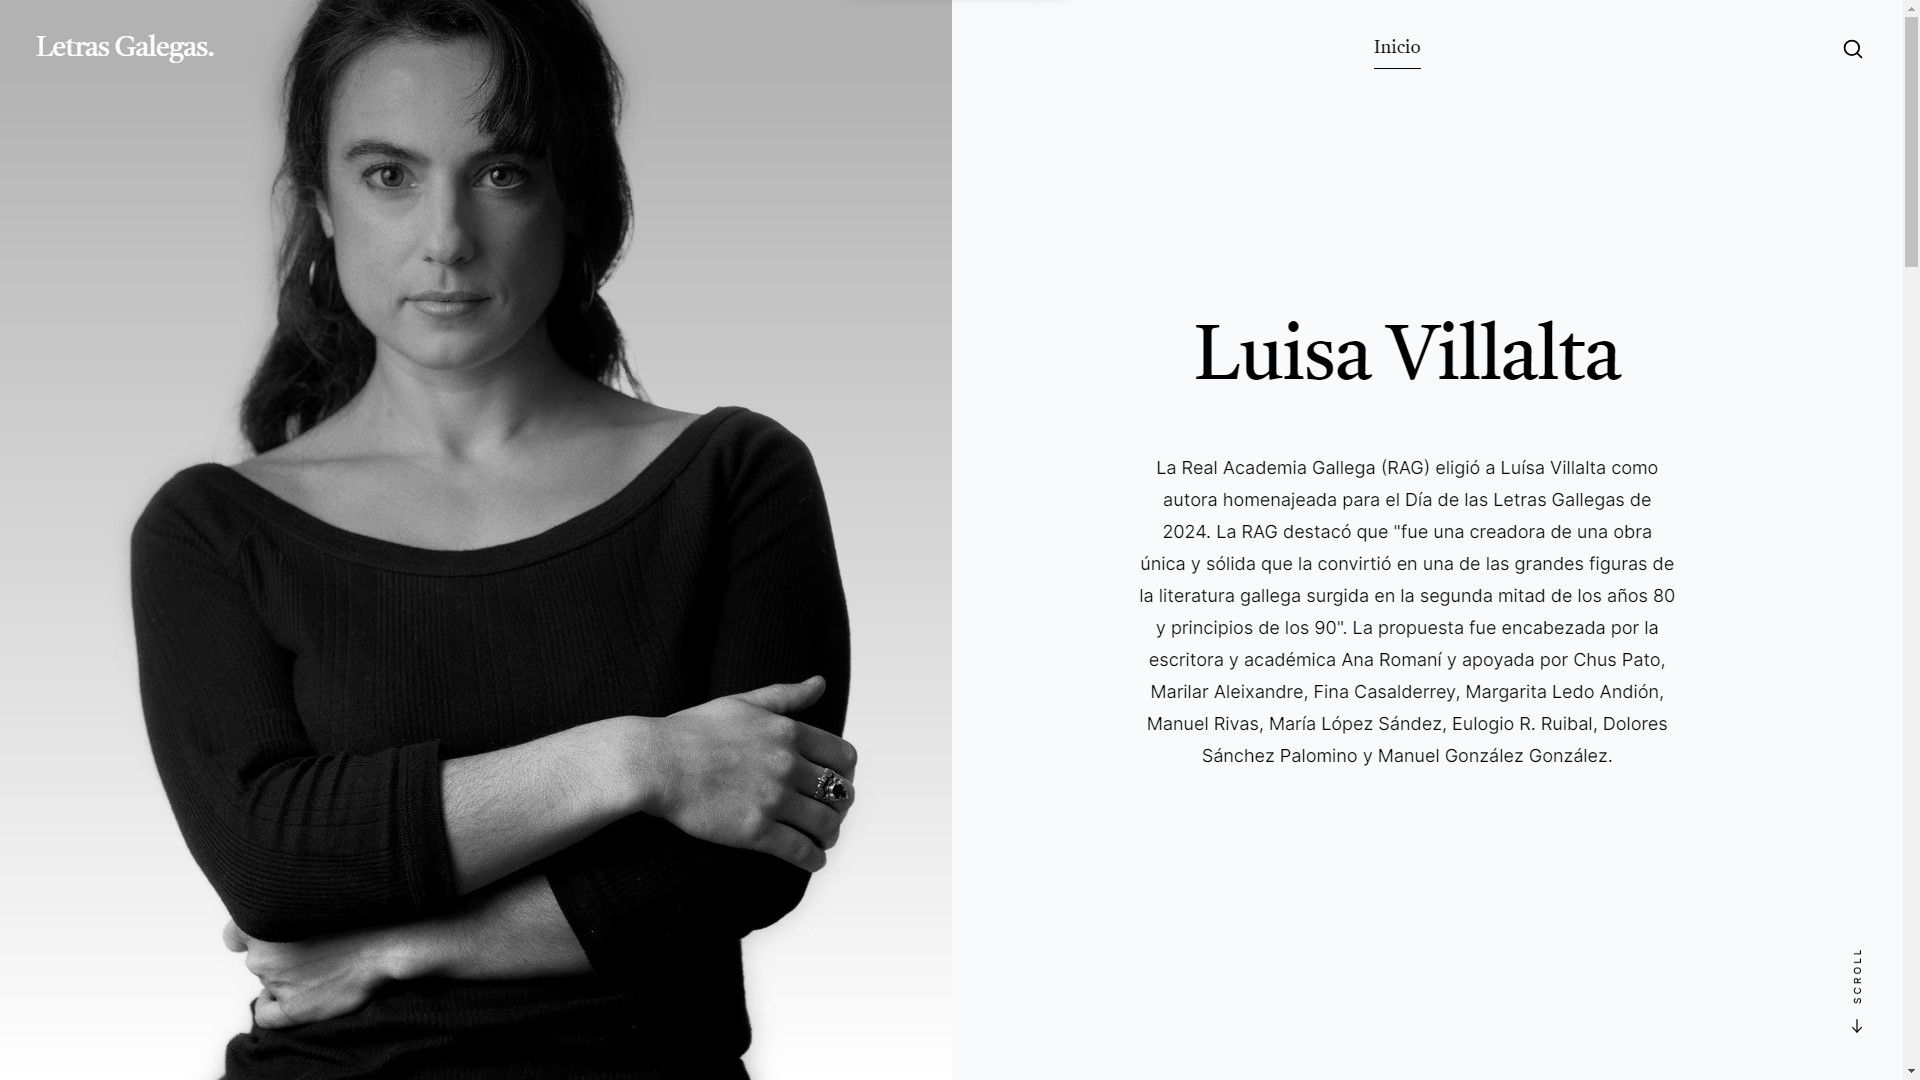 Letras Galegas.
Inicio
Luisa Villalta
La Real Academia Gallega (RAG) eligió a Luísa Villalta como
autora homenajeada para el Día de las Letras Gallegas de
2024. La RAG destacó que "fue una creadora de una obra
única y sólida que la convirtió en una de las grandes figuras de
la literatura gallega surgida en la segunda mitad de los años 80
y principios de los 90". La propuesta fue encabezada por la
escritora y académica Ana Romaní y apoyada por Chus Pato,
Marilar Aleixandre, Fina Casalderrey, Margarita Ledo Andión,
Manuel Rivas, María López Sández, Eulogio R. Ruibal, Dolores
Sánchez Palomino y Manuel González González.
SCROLL